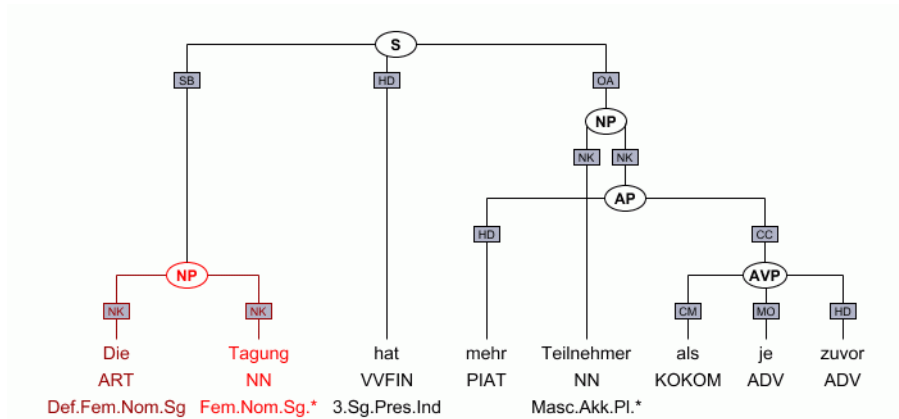 S
SB HD OA
NP
NK NK
AP
HD CC
NP AVP
NK NK CM MO HD
Die Tagung hat mehr Teilnehmer als je zuvor
ART NN VVFIN PIAT NN KOKOM ADV ADV
Def.Fem.Nom.Sg Fem.Nom.Sg.* 3.Sg.Pres.Ind Masc.Akk.Pl.*